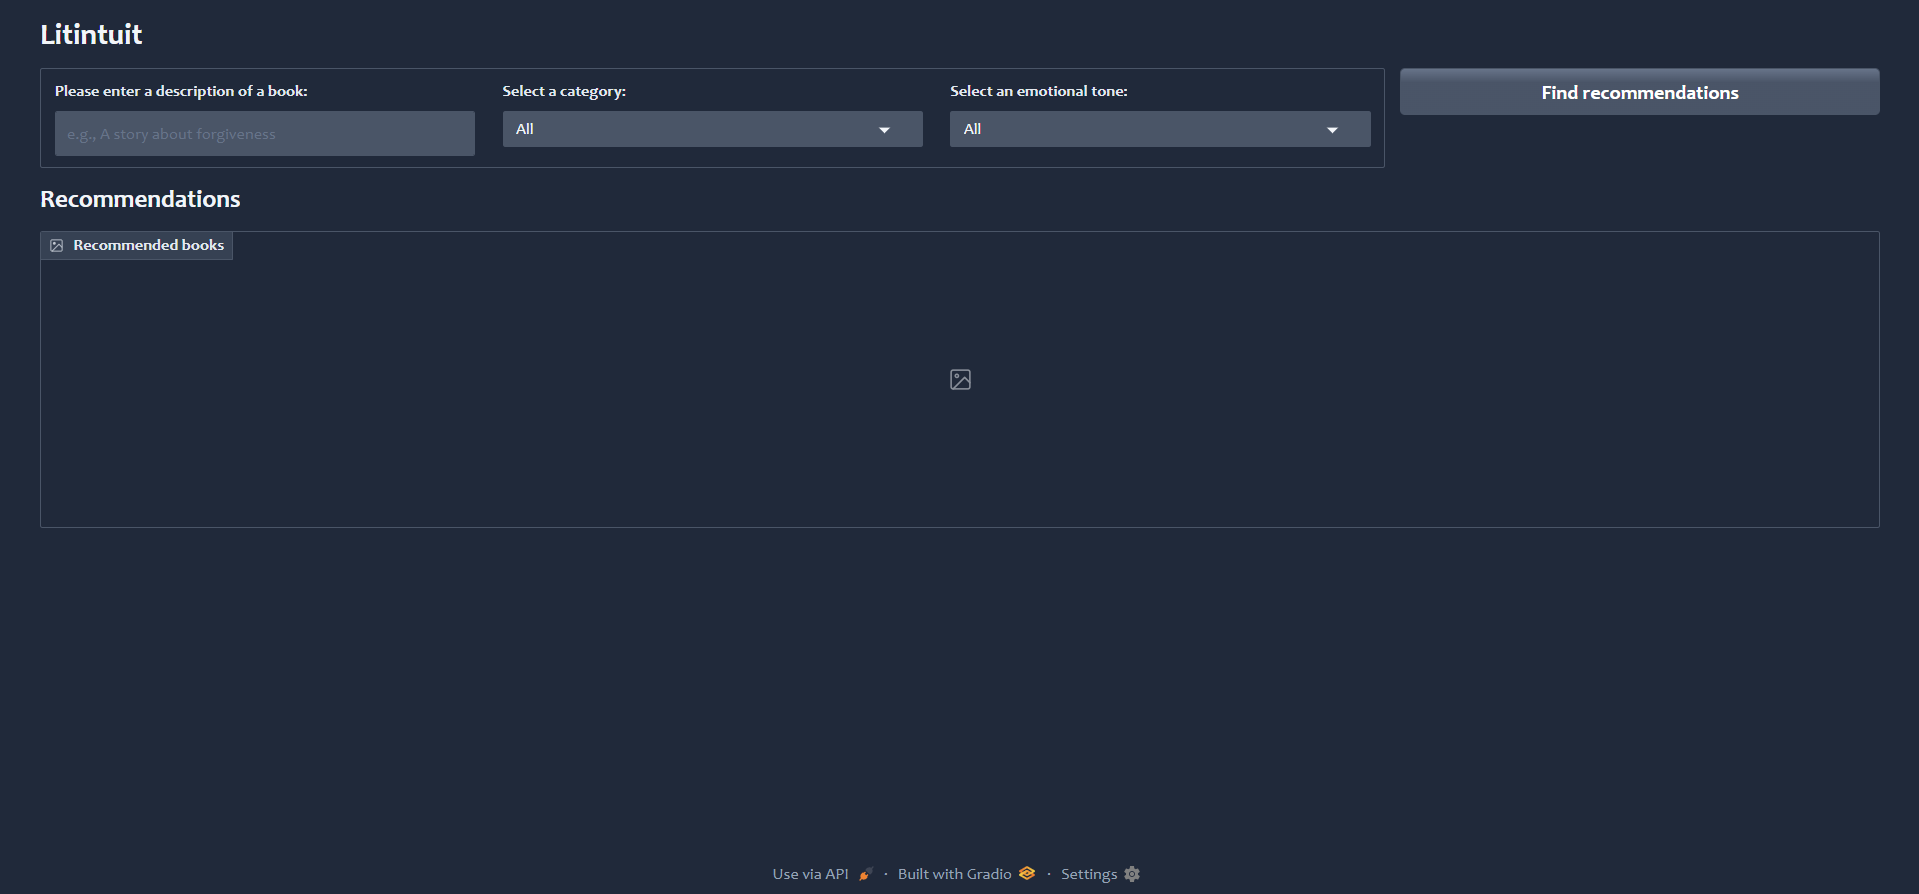 Litintuit
Please enter a description of a book:
Select a category:
Select an emotional tone:
Find recommendations
e.g., A story about forgiveness
All
All
Recommendations
Recommended books
Use via API · Built with Gradio · Settings